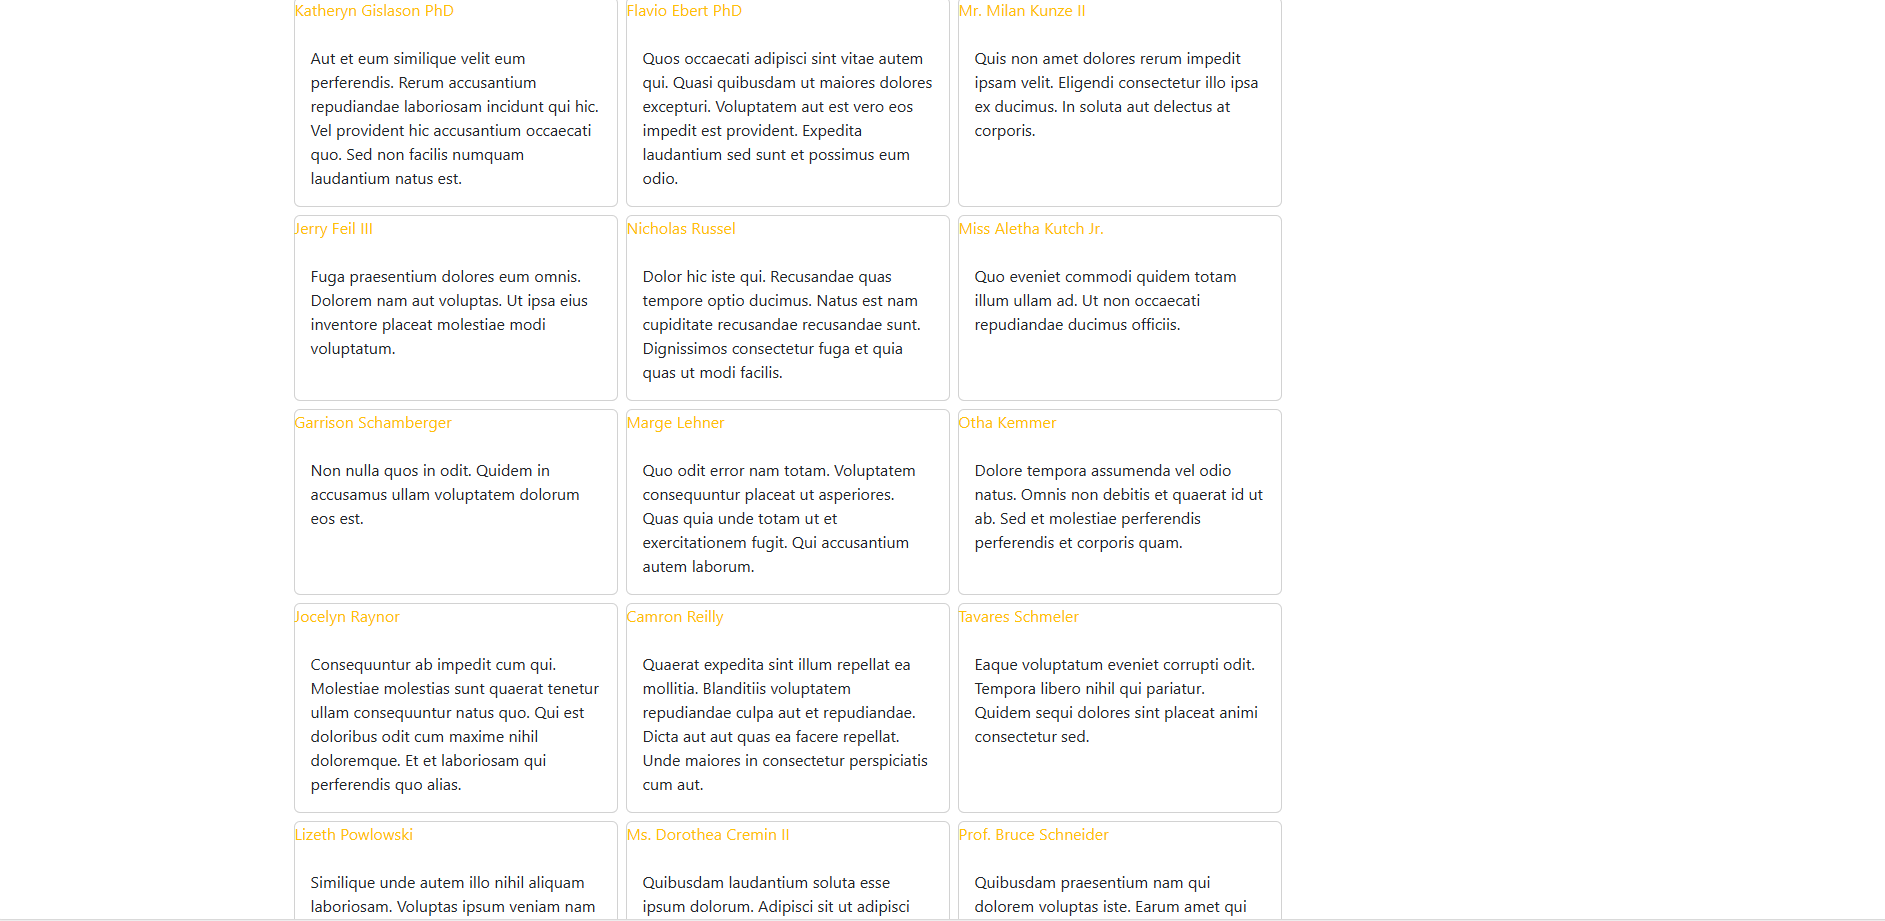 Katheryn Gislason PhD
Aut et eum similique velit eum
perferendis. Rerum accusantium
repudiandae laboriosam incidunt qui hic.
Vel provident hic accusantium occaecati
quo. Sed non facilis numquam
laudantium natus est.
Flavio Ebert PhD
Quos occaecati adipisci sint vitae autem
qui. Quasi quibusdam ut maiores dolores
excepturi. Voluptatem aut est vero eos
impedit est provident. Expedita
laudantium sed sunt et possimus eum
odio.
Mr. Milan Kunze II
Quis non amet dolores rerum impedit
ipsam velit. Eligendi consectetur illo ipsa
ex ducimus. In soluta aut delectus at
corporis.
Jerry Feil III
Fuga praesentium dolores eum omnis.
Dolorem nam aut voluptas. Ut ipsa eius
inventore placeat molestiae modi
voluptatum.
Nicholas Russel
Dolor hic iste qui. Recusandae quas
tempore optio ducimus. Natus est nam
cupiditate recusandae recusandae sunt.
Dignissimos consectetur fuga et quia
quas ut modi facilis.
Miss Aletha Kutch Jr.
Quo eveniet commodi quidem totam
illum ullam ad. Ut non occaecati
repudiandae ducimus officiis.
Garrison Schamberger
Non nulla quos in odit. Quidem in
accusamus ullam voluptatem dolorum
eos est.
Marge Lehner
Quo odit error nam totam. Voluptatem
consequuntur placeat ut asperiores.
Quas quia unde totam ut et
exercitationem fugit. Qui accusantium
autem laborum.
Otha Kemmer
Dolore tempora assumenda vel odio
natus. Omnis non debitis et quaerat id ut
ab. Sed et molestiae perferendis
perferendis et corporis quam.
Jocelyn Raynor
Consequuntur ab impedit cum qui.
Molestiae molestias sunt quaerat tenetur
ullam consequuntur natus quo. Qui est
doloribus odit cum maxime nihil
doloremque. Et et laboriosam qui
perferendis quo alias.
Camron Reilly
Quaerat expedita sint illum repellat ea
mollitia. Blanditiis voluptatem
repudiandae culpa aut et repudiandae.
Dicta aut aut quas ea facere repellat.
Unde maiores in consectetur perspiciatis
cum aut.
Tavares Schmeler
Eaque voluptatum eveniet corrupti odit.
Tempora libero nihil qui pariatur.
Quidem sequi dolores sint placeat animi
consectetur sed.
Lizeth Powlowski
Similique unde autem illo nihil aliquam
laboriosam. Voluptas ipsum veniam nam
Ms. Dorothea Cremin II
Quibusdam laudantium soluta esse
ipsum dolorum. Adipisci sit ut adipisci
Prof. Bruce Schneider
Quibusdam praesentium nam qui
dolorem voluptas iste. Earum amet qui